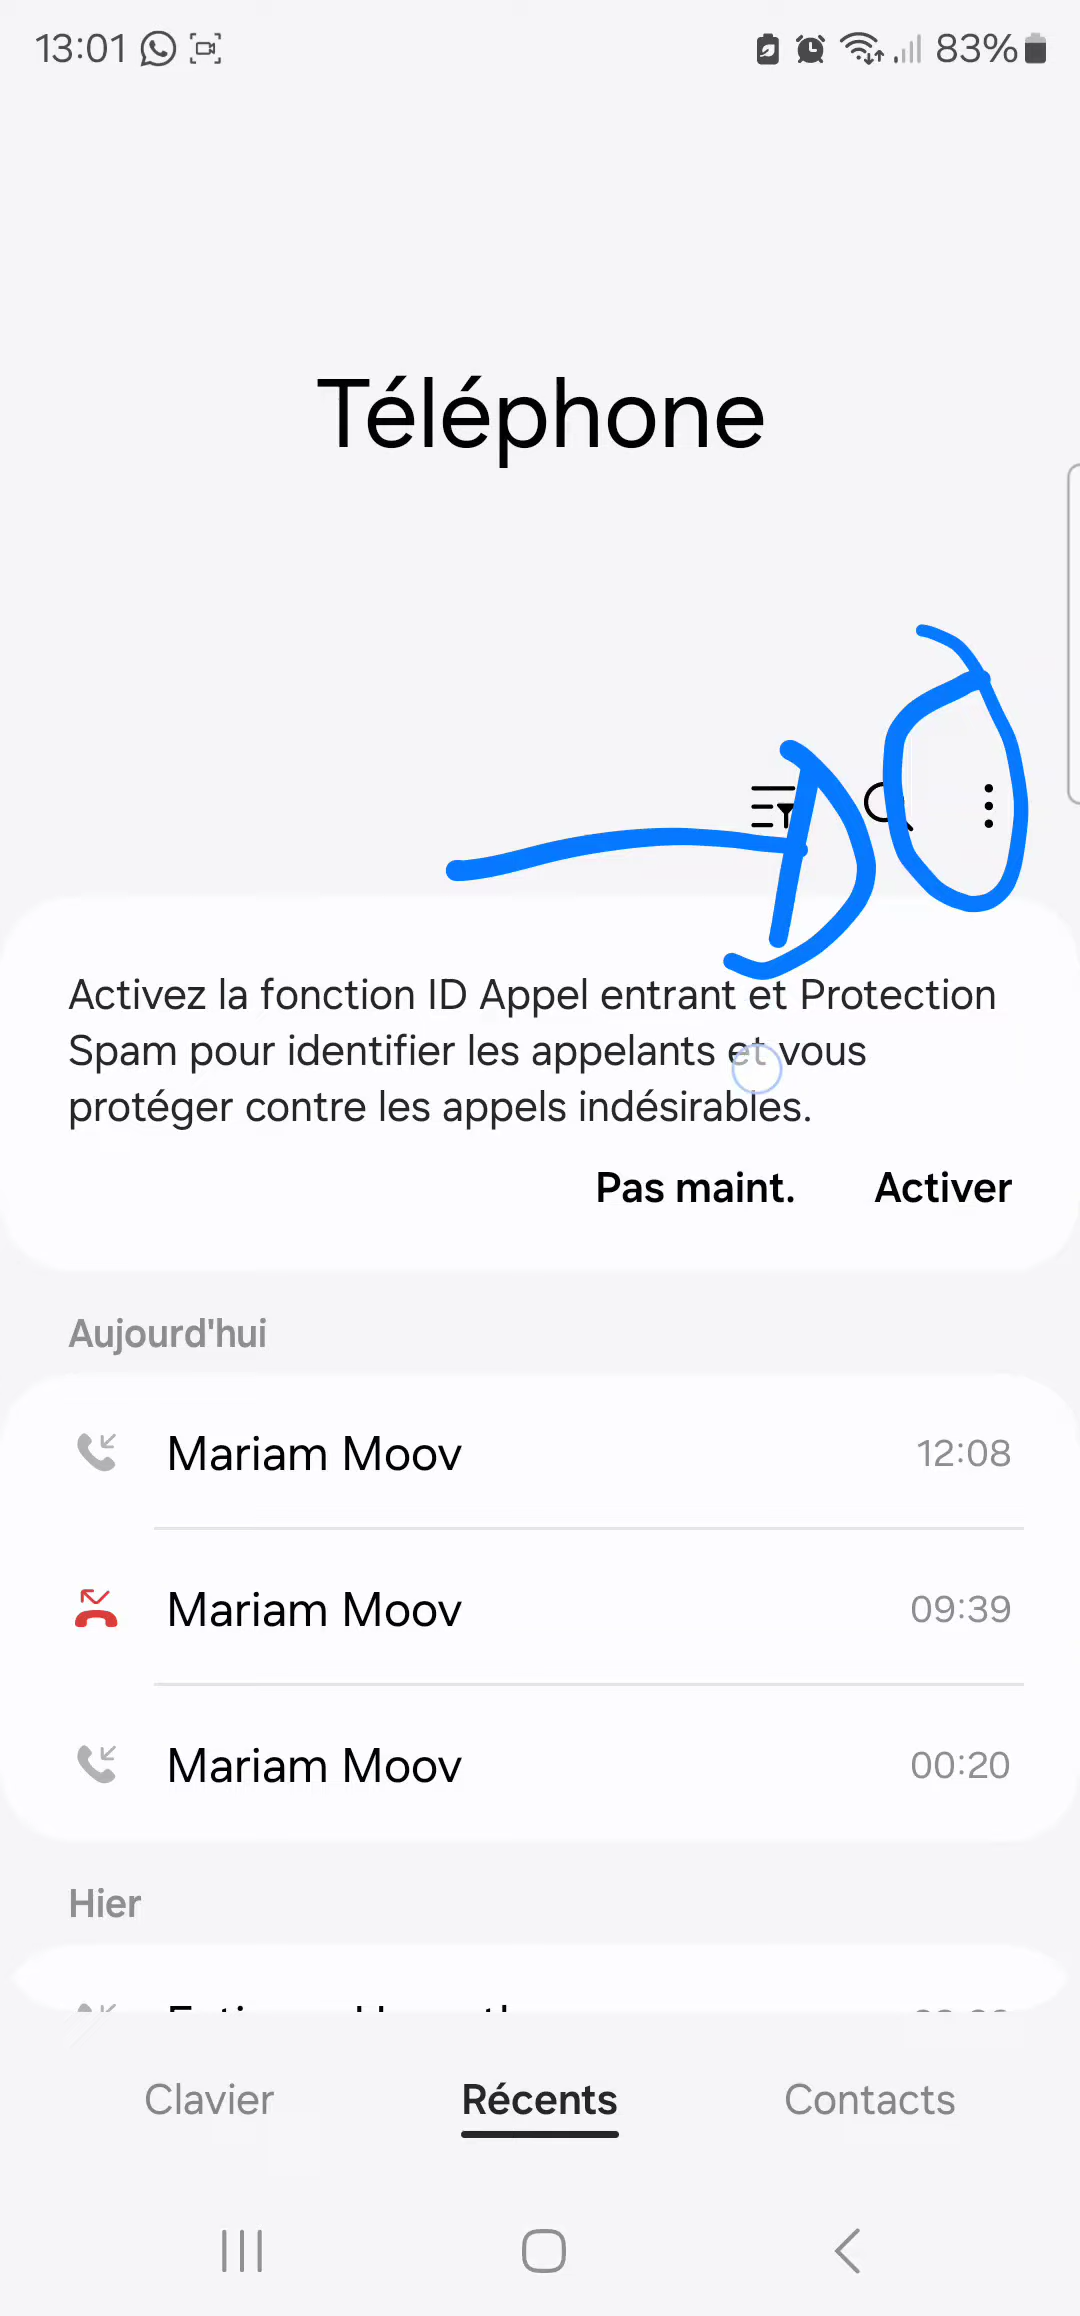 13:01
83%
Téléphone
Activez la fonction ID Appel entrant et Protection
Spam pour identifier les appelants et vous
protéger contre les appels indésirables.
Pas maint.
Activer
Aujourd'hui
Mariam Moov
12:08
Mariam Moov
09:39
Mariam Moov
00:20
Hier
Clavier
Récents
Contacts